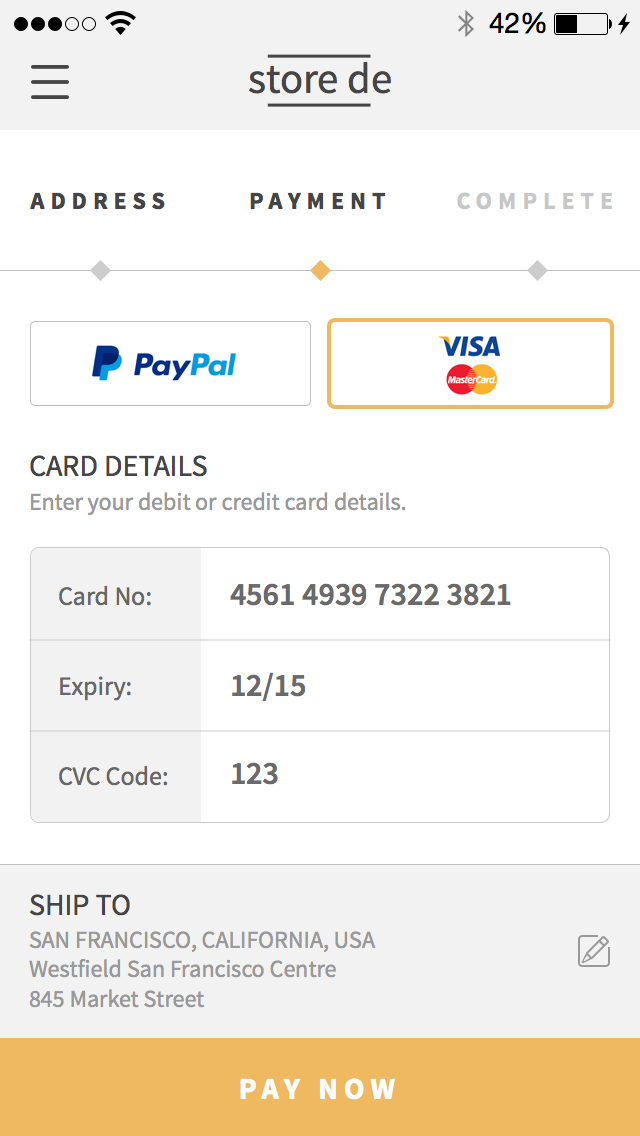 42%
store de
ADDRESS PAYMENT COMPLETE
PayPal
VISA
MasterCard
CARD DETAILS
Enter your debit or credit card details.
Card No: 4561 4939 7322 3821
Expiry: 12/15
CVC Code: 123
SHIP TO
SAN FRANCISCO, CALIFORNIA, USA
Westfield San Francisco Centre
845 Market Street
PAY NOW